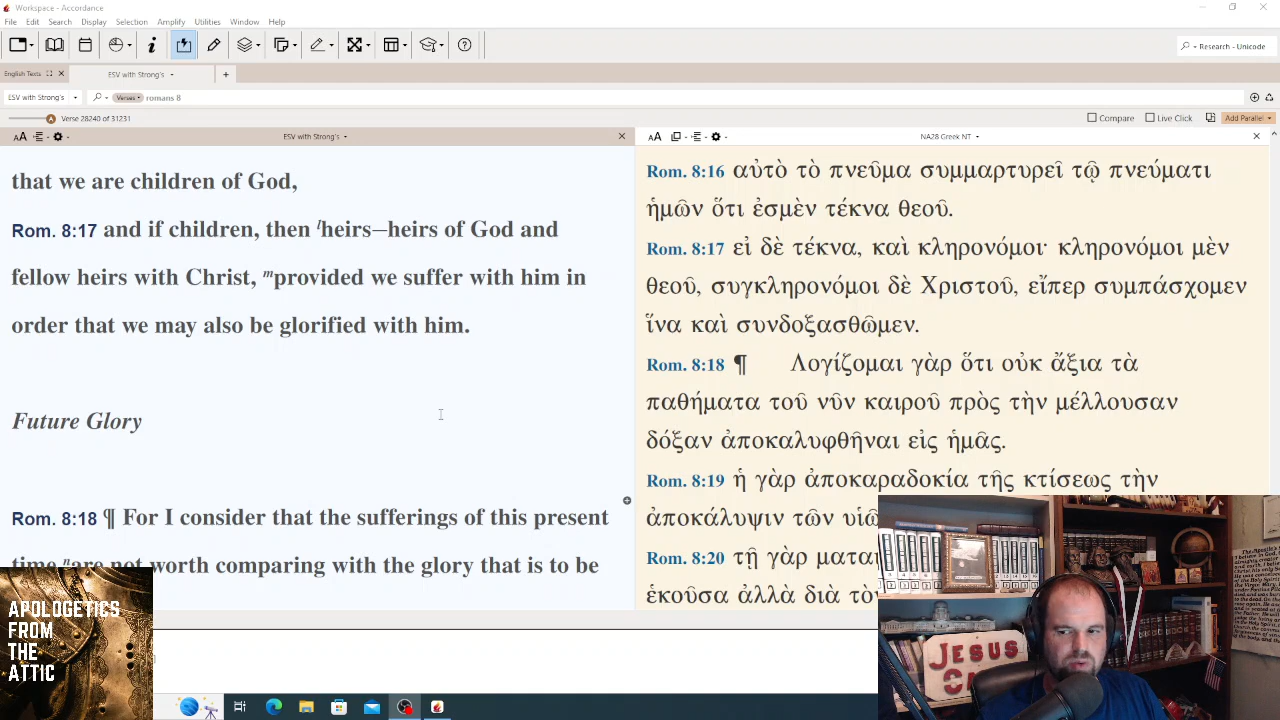 Workspace - Accordance
File Edit Search Display Selection Amplify Utilities Window Help
Research - Unicode
English Texts
ESV with Strong's
ESV with Strong's
Verses
romans 8
Verse 28240 of 31231
Compare
Live Click
Add Parallel
ESV with Strong's
that we are children of God,
Rom. 8:17 and if children, then lheirs—heirs of God and
fellow heirs with Christ, mprovided we suffer with him in
order that we may also be glorified with him.
Future Glory
Rom. 8:18 ¶ For I consider that the sufferings of this present
time nare not worth comparing with the glory that is to be
NA28 Greek NT
Rom. 8:16 αὐτὸ τὸ πνεῦμα συμμαρτυρεῖ τῷ πνεύματι
ἡμῶν ὅτι ἐσμὲν τέκνα θεοῦ.
Rom. 8:17 εἰ δὲ τέκνα, καὶ κληρονόμοι· κληρονόμοι μὲν
θεοῦ, συγκληρονόμοι δὲ Χριστοῦ, εἴπερ συμπάσχομεν
ἵνα καὶ συνδοξασθῶμεν.
Rom. 8:18 ¶ Λογίζομαι γὰρ ὅτι οὐκ ἄξια τὰ
παθήματα τοῦ νῦν καιροῦ πρὸς τὴν μέλλουσαν
δόξαν ἀποκαλυφθῆναι εἰς ἡμᾶς.
Rom. 8:19 ἡ γὰρ ἀποκαραδοκία τῆς κτίσεως τὴν
ἀποκάλυψιν τῶν υἱῶ
Rom. 8:20 τῇ γὰρ μαται
ἑκοῦσα ἀλλὰ διὰ τὸν
APOLOGETICS
FROM
THE
ATTIC
JESUS